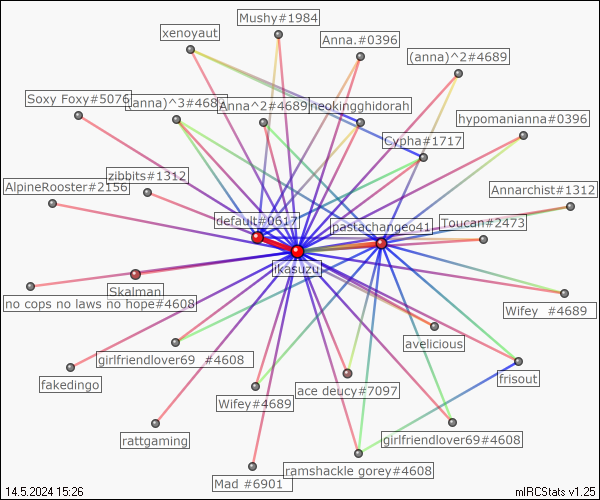 Mushy#1984
xenoyaut
Anna.#0396
(anna)^2#4689
Soxy Foxy#5076
(anna)^3#4689
Anna^2#4689
neokingghidorah
hypomanianna#0396
Cypha#1717
zibbits#1312
AlpineRooster#2156
Annarchist#1312
default#0617
pastachangeo41
Toucan#2473
ikasuzu
Skalman
no cops no laws no hope#4608
Wifey #4689
avelicious
girlfriendlover69 #4608
frisout
fakedingo
ace deucy#7097
Wifey#4689
rattgaming
girlfriendlover69#4608
ramshackle gorey#4608
Mad #6901
14.5.2024 15:26
mIRCStats v1.25